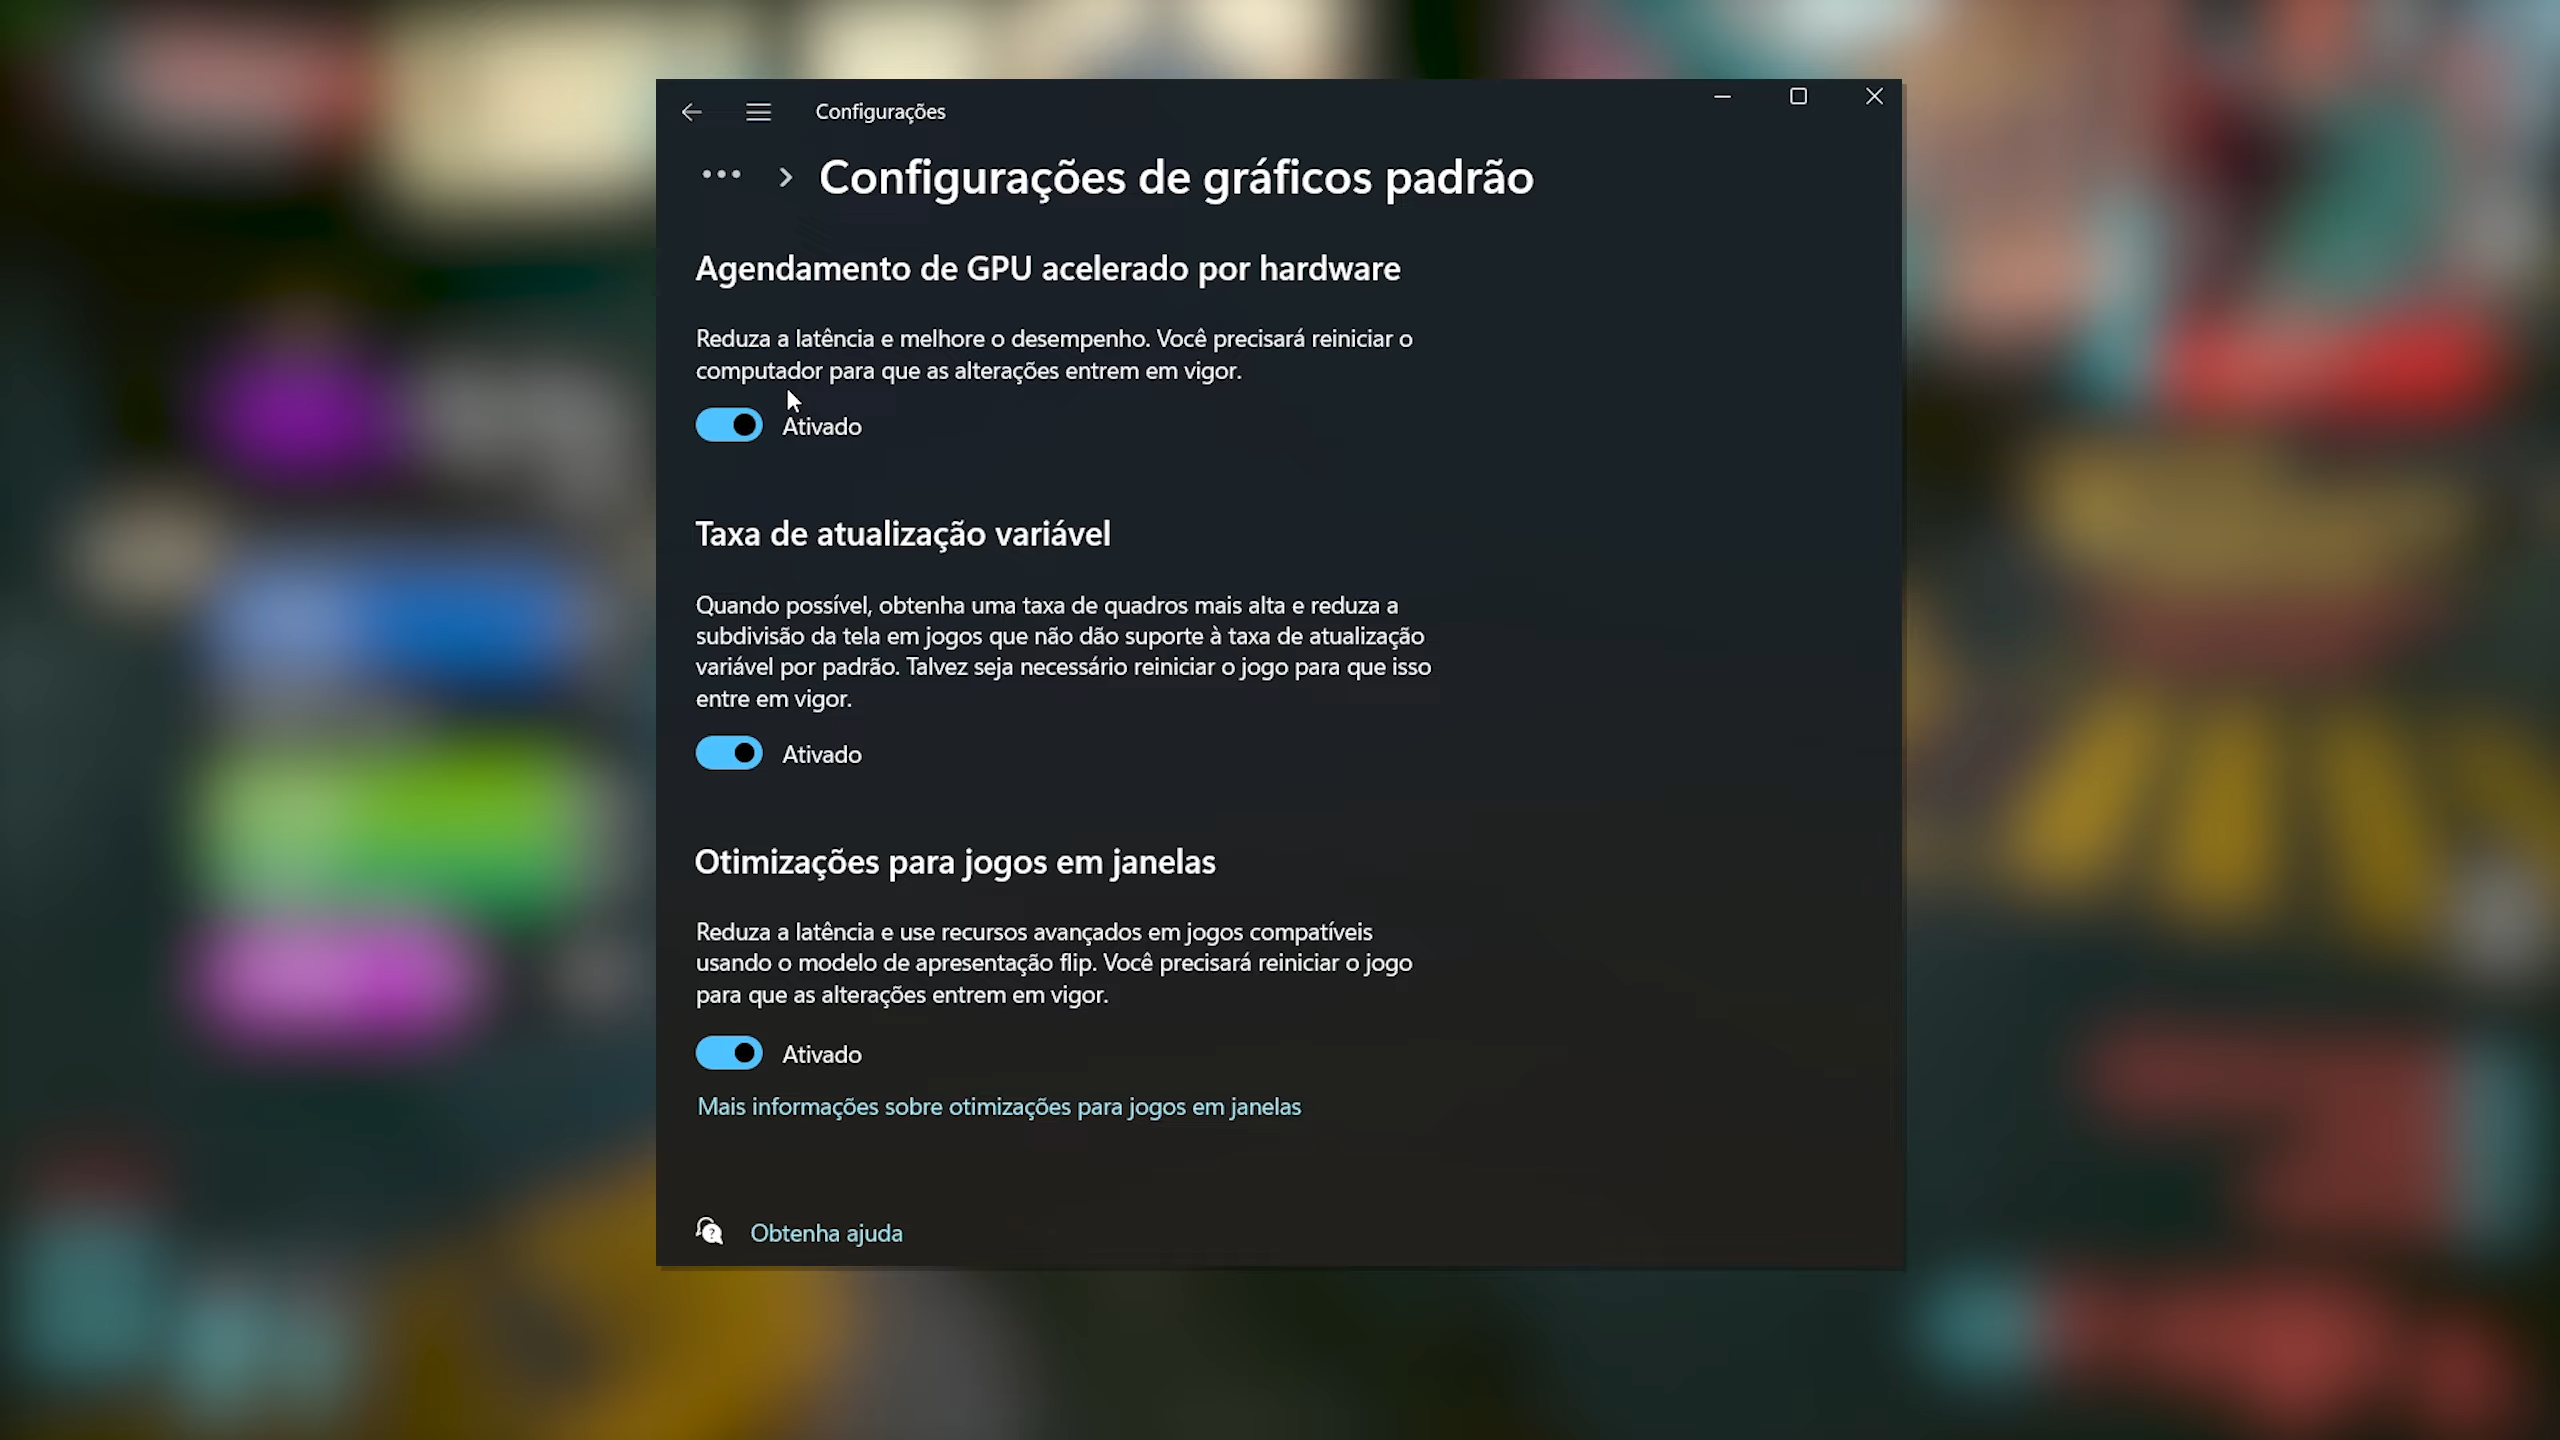 Configurações
Configurações de gráficos padrão
Agendamento de GPU acelerado por hardware
Reduza a latência e melhore o desempenho. Você precisará reiniciar o
computador para que as alterações entrem em vigor.
Ativado
Taxa de atualização variável
Quando possível, obtenha uma taxa de quadros mais alta e reduza a
subdivisão da tela em jogos que não dão suporte à taxa de atualização
variável por padrão. Talvez seja necessário reiniciar o jogo para que isso
entre em vigor.
Ativado
Otimizações para jogos em janelas
Reduza a latência e use recursos avançados em jogos compatíveis
usando o modelo de apresentação flip. Você precisará reiniciar o jogo
para que as alterações entrem em vigor.
Ativado
Mais informações sobre otimizações para jogos em janelas
Obtenha ajuda